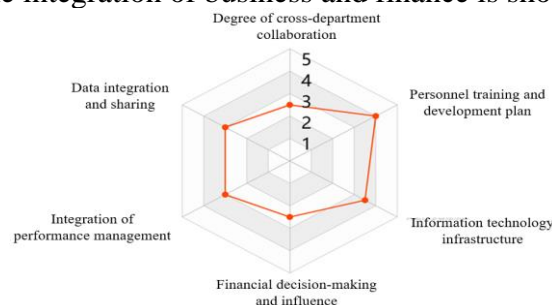 integration of business and finance is
Degree of cross-department
collaboration
5
4
3
2
1
Data integration
and sharing
Personnel training and
development plan
Integration of
performance management
Information technology
infrastructure
Financial decision-making
and influence